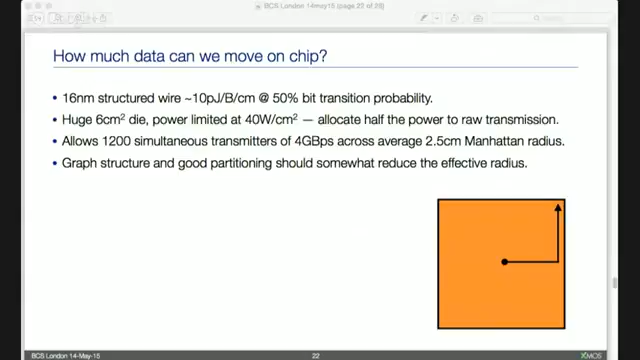 BCS London 14-may15 (page 22 of 28)
How much data can we move on chip?
• 16nm structured wire ~10pJ/B/cm @ 50% bit transition probability.
• Huge 6cm² die, power limited at 40W/cm² — allocate half the power to raw transmission.
• Allows 1200 simultaneous transmitters of 4GBps across average 2.5cm Manhattan radius.
• Graph structure and good partitioning should somewhat reduce the effective radius.
BCS London 14-May-15
22
XMOS